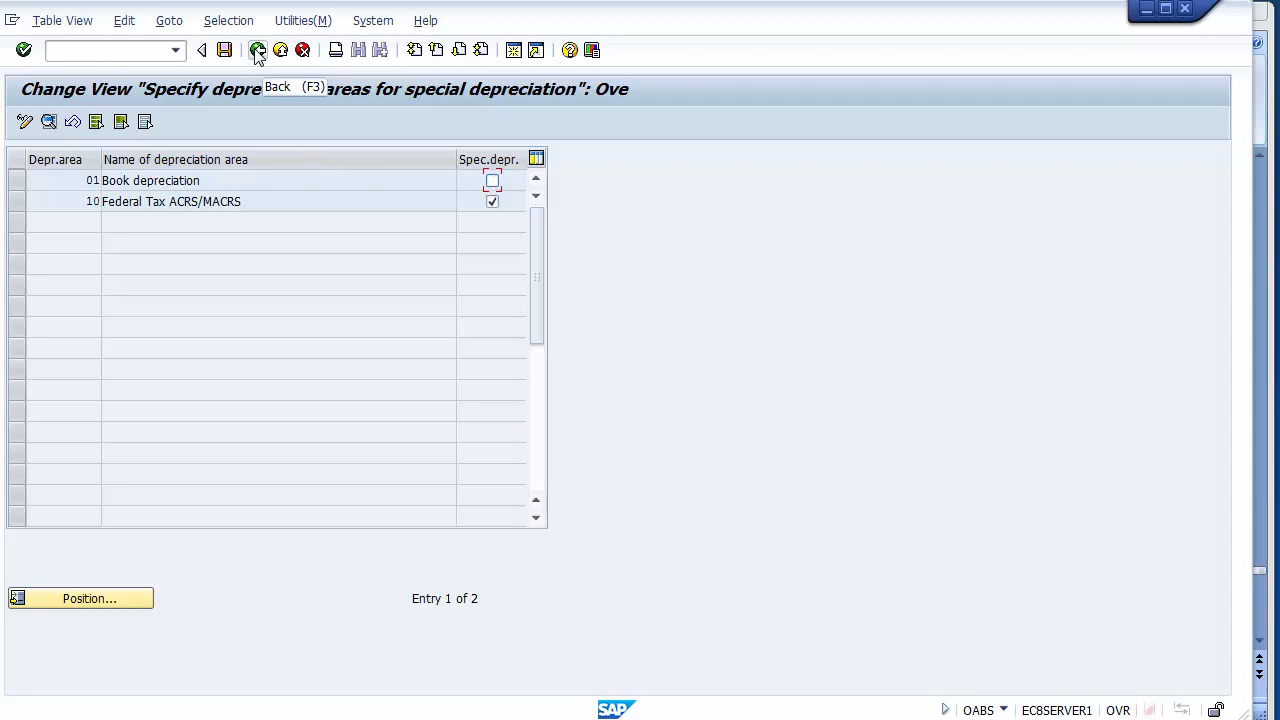 Table View Edit Goto Selection Utilities(M) System Help
Back (F3)
Change View "Specify depre areas for special depreciation": Ove
Depr.area Name of depreciation area Spec.depr.
01 Book depreciation
10 Federal Tax ACRS/MACRS
Position... Entry 1 of 2
SAP OABS ECSSERVER1 OVR